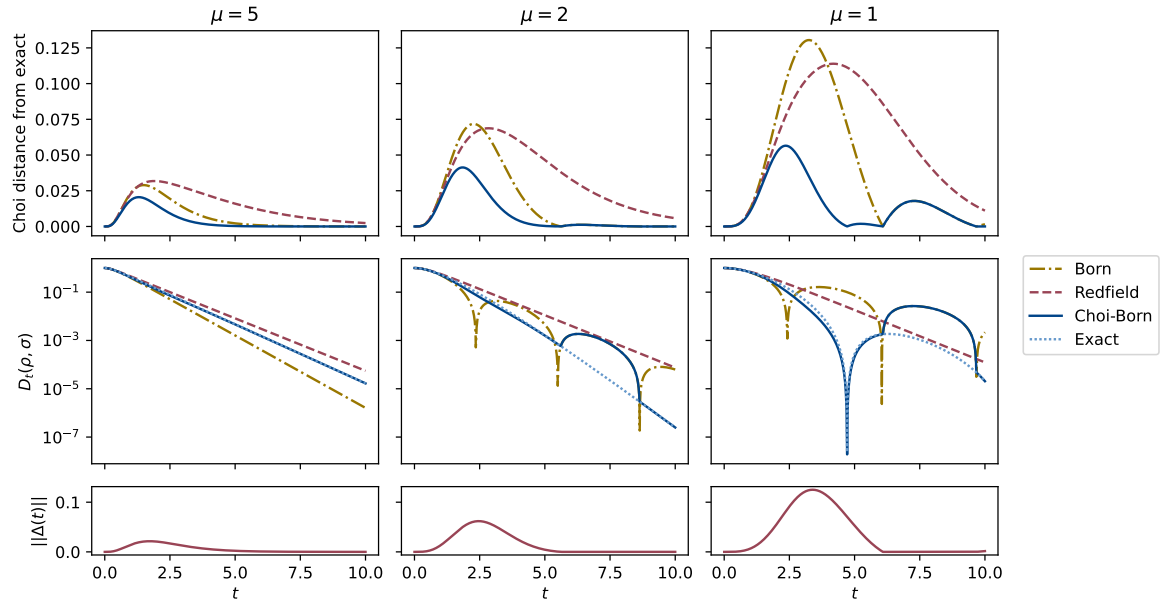 μ = 5
μ = 2
μ = 1
Choi distance from exact
0.125
0.100
0.075
0.050
0.025
0.000
D_t(ρ, σ)
10⁻¹
10⁻³
10⁻⁵
10⁻⁷
||Δ(t)||
0.1
0.0
0.0 2.5 5.0 7.5 10.0
0.0 2.5 5.0 7.5 10.0
0.0 2.5 5.0 7.5 10.0
t
t
t
Born
Redfield
Choi-Born
Exact